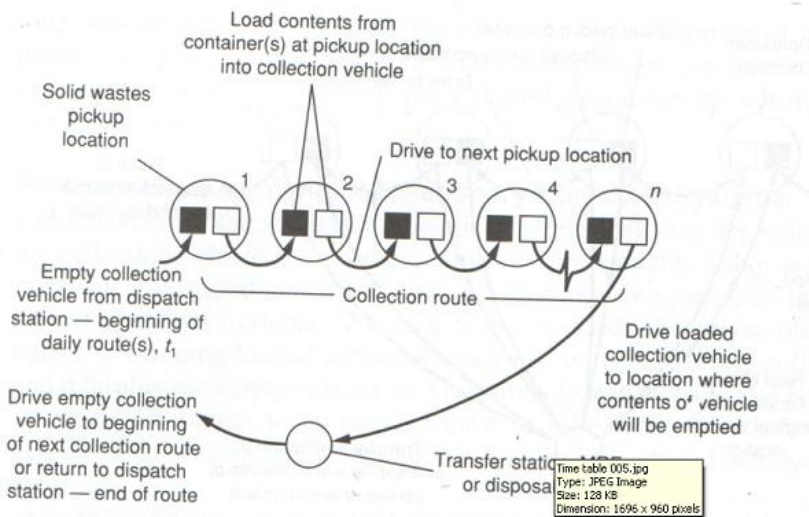 Load contents from
container(s) at pickup location
into collection vehicle
Solid wastes
pickup
location
Drive to next pickup location
1
2
3
4
n
Empty collection
vehicle from dispatch
station — beginning of
daily route(s), t₁
Collection route
Drive loaded
collection vehicle
to location where
contents of vehicle
will be emptied
Drive empty collection
vehicle to beginning
of next collection route
or return to dispatch
station — end of route
Transfer station
or disposa
Time table 005.jpg
Type: JPEG Image
Size: 128 KB
Dimension: 1696 x 960 pixels